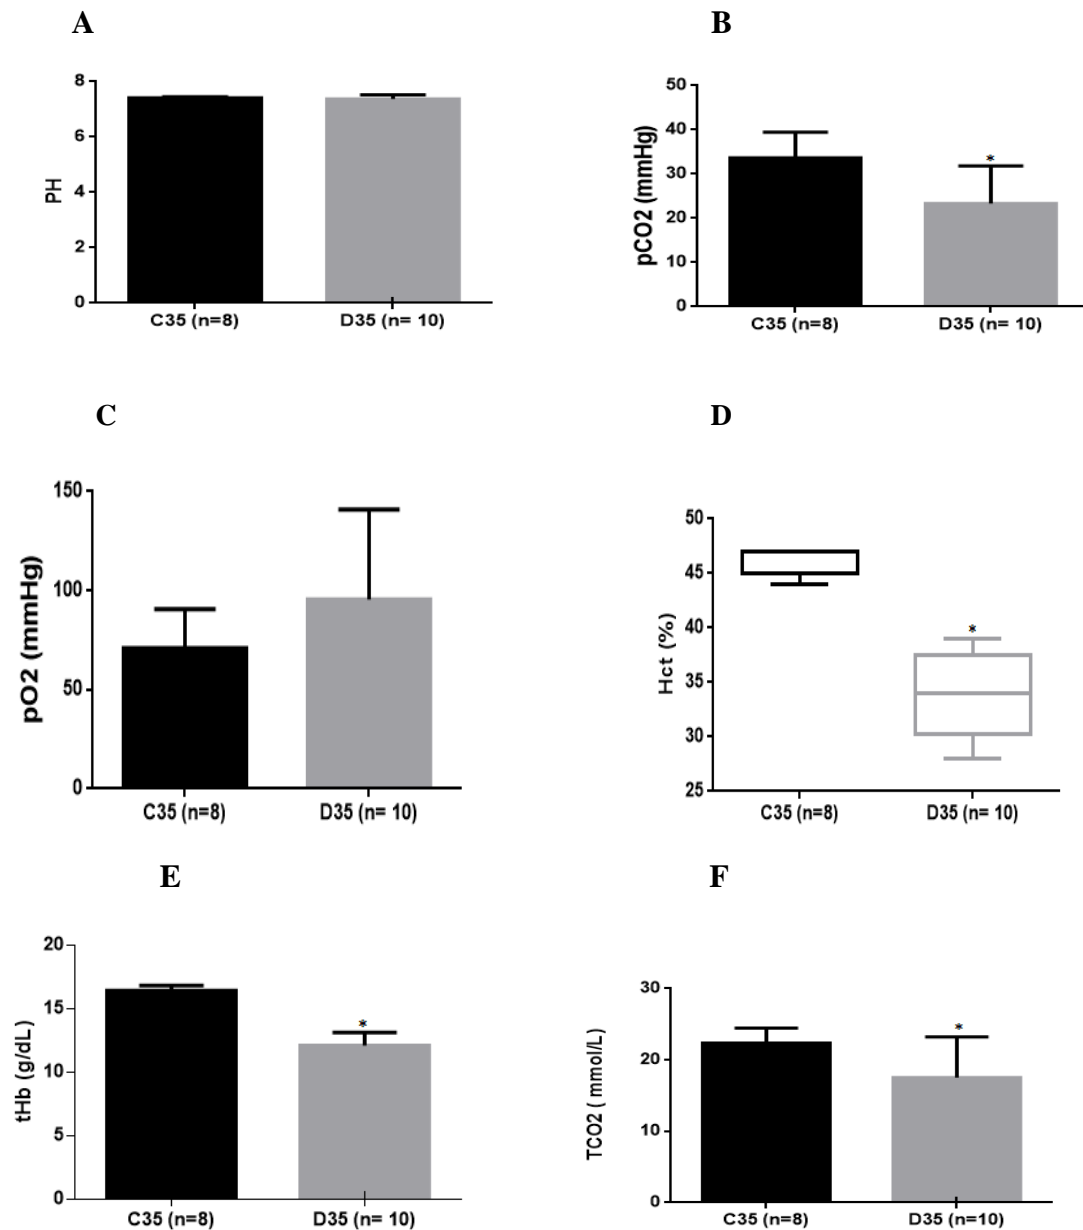 A
B
PH
8
6
4
2
0
C35 (n=8)
D35 (n= 10)
pCO2 (mmHg)
50
40
30
20
10
0
*
C35 (n=8)
D35 (n= 10)
C
D
pO2 (mmHg)
150
100
50
0
C35 (n=8)
D35 (n= 10)
Hct (%)
50
45
40
35
30
25
*
C35 (n=8)
D35 (n= 10)
E
F
tHb (g/dL)
20
15
10
5
0
*
C35 (n=8)
D35 (n= 10)
TCO2 ( mmol/L)
30
20
10
0
*
C35 (n=8)
D35 (n=10)